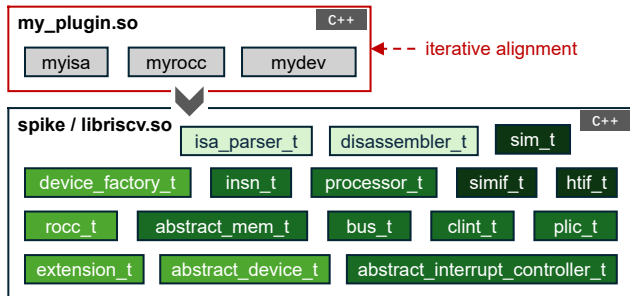 my_plugin.so C++
myisa myrocc mydev
iterative alignment
spike / libriscv.so C++
isa_parser_t disassembler_t sim_t
device_factory_t insn_t processor_t simif_t htif_t
rocc_t abstract_mem_t bus_t clint_t plic_t
extension_t abstract_device_t abstract_interrupt_controller_t